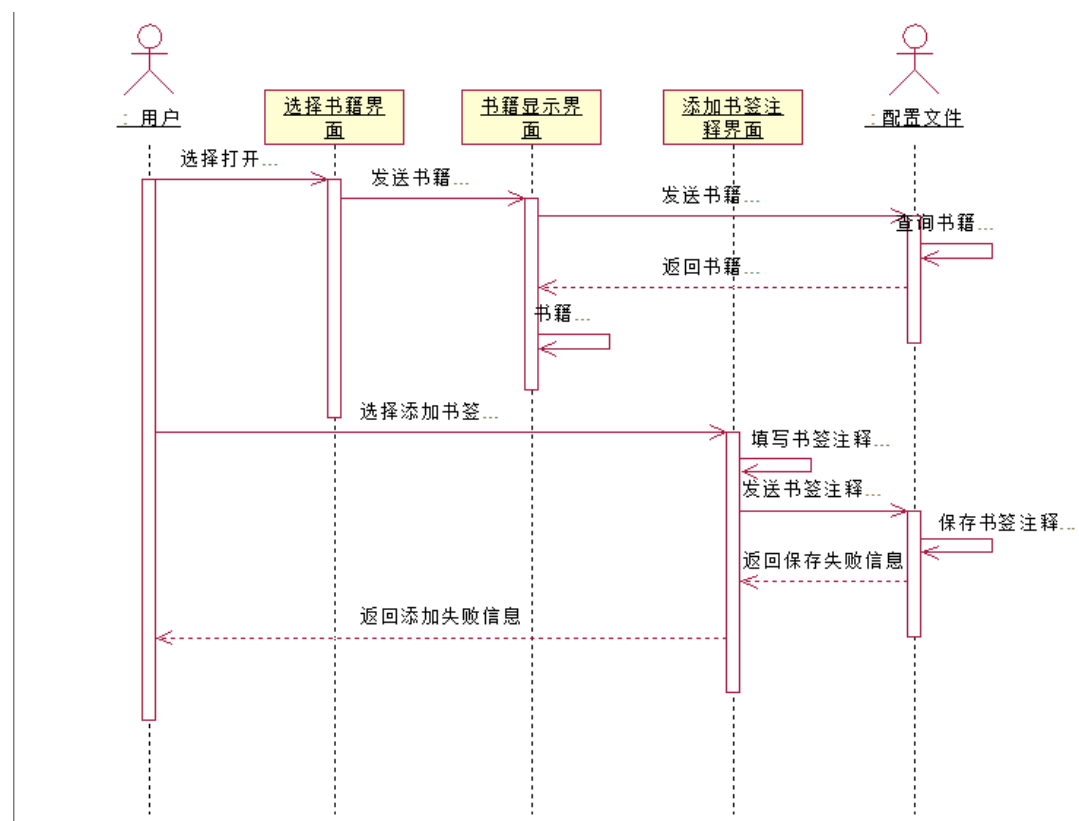 选择书籍界
面
书籍显示界
面
添加书签注
释界面
: 用户
: 配置文件
选择打开...
发送书籍...
发送书籍...
查询书籍...
返回书籍...
书籍...
选择添加书签...
填写书签注释...
发送书签注释...
保存书签注释...
返回保存失败信息
返回添加失败信息